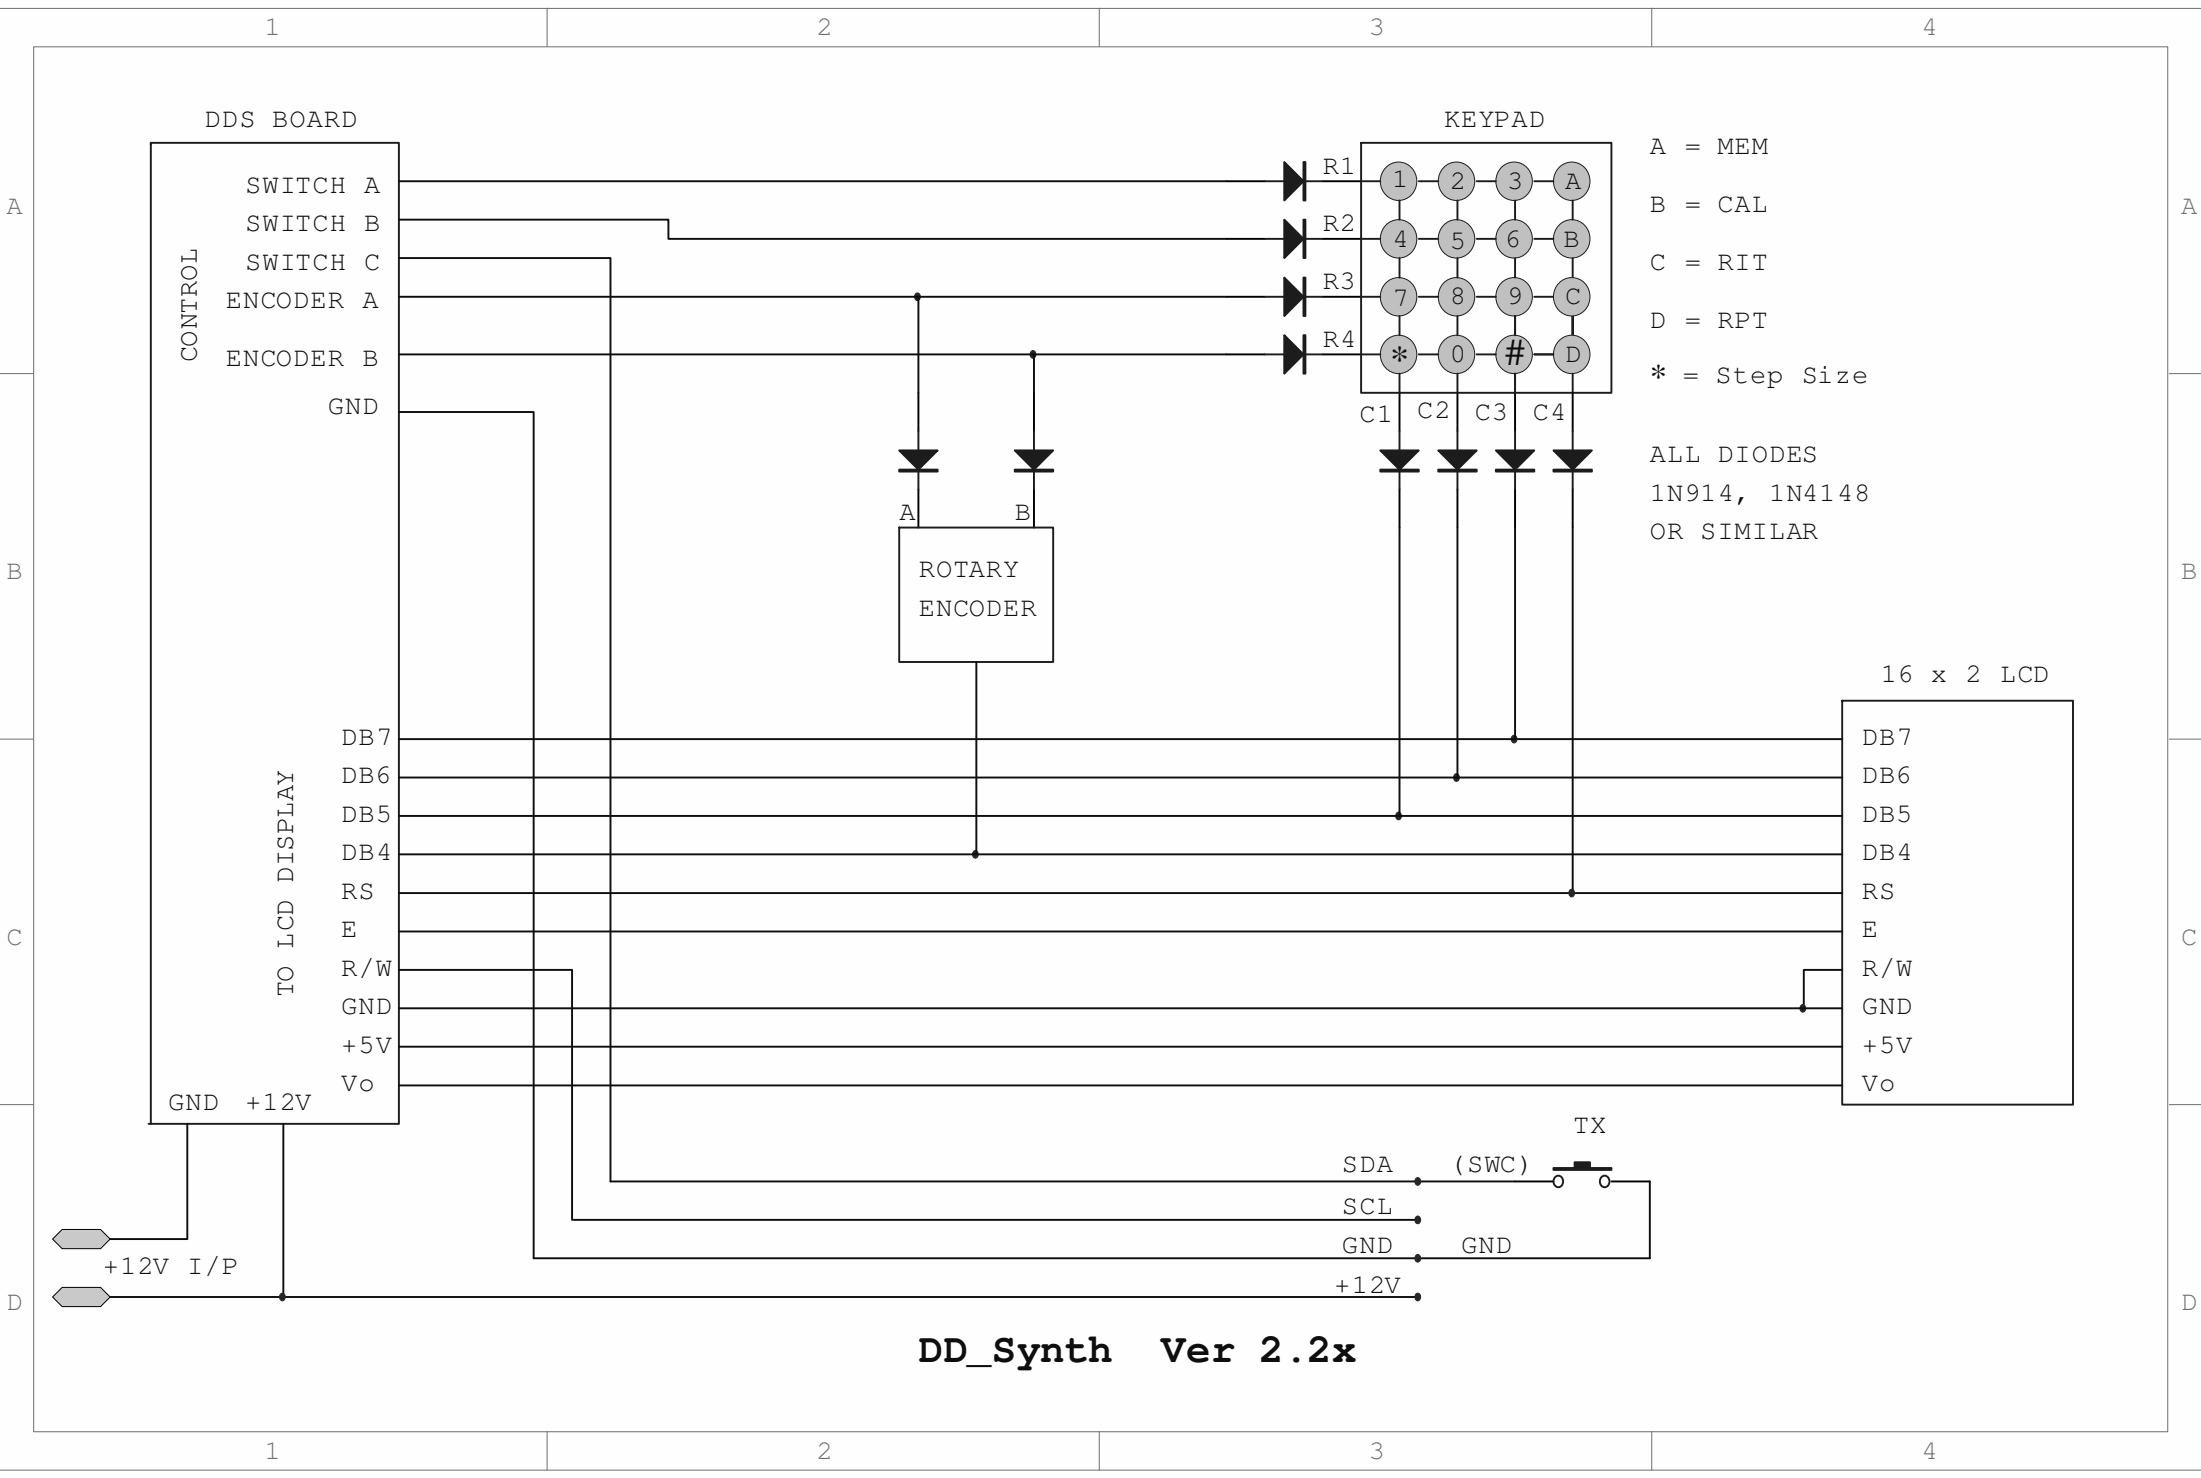 1 2 3 4
DDS BOARD
KEYPAD
CONTROL
SWITCH A
SWITCH B
SWITCH C
ENCODER A
ENCODER B
GND
R1
R2
R3
R4
1 2 3 A
4 5 6 B
7 8 9 C
* 0 # D
C1 C2 C3 C4
A = MEM
B = CAL
C = RIT
D = RPT
* = Step Size
ALL DIODES
1N914, 1N4148
OR SIMILAR
A B
ROTARY
ENCODER
16 x 2 LCD
TO LCD DISPLAY
DB7
DB6
DB5
DB4
RS
E
R/W
GND
+5V
Vo
GND +12V
DB7
DB6
DB5
DB4
RS
E
R/W
GND
+5V
Vo
TX
SDA (SWC)
SCL
GND GND
+12V
+12V I/P
DD_Synth Ver 2.2x
A A
B B
C C
D D
1 2 3 4